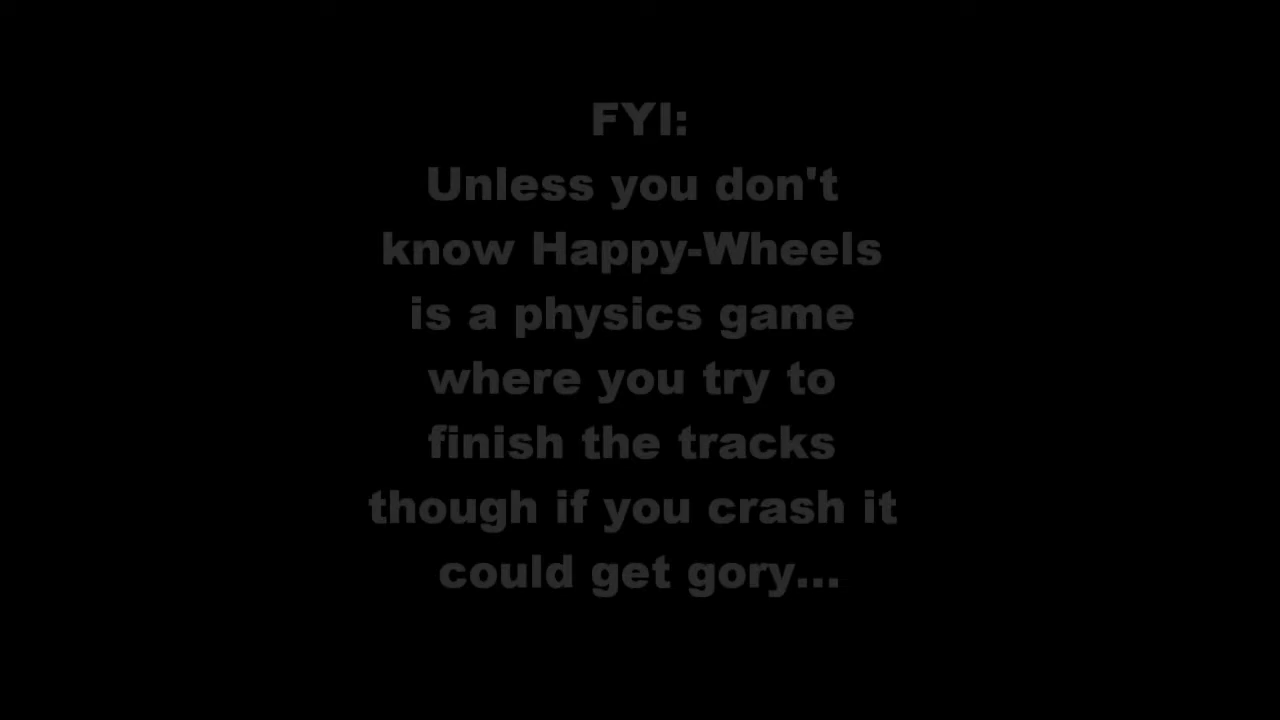 FYI:
Unless you don't
know Happy-Wheels
is a physics game
where you try to
finish the tracks
though if you crash it
could get gory...